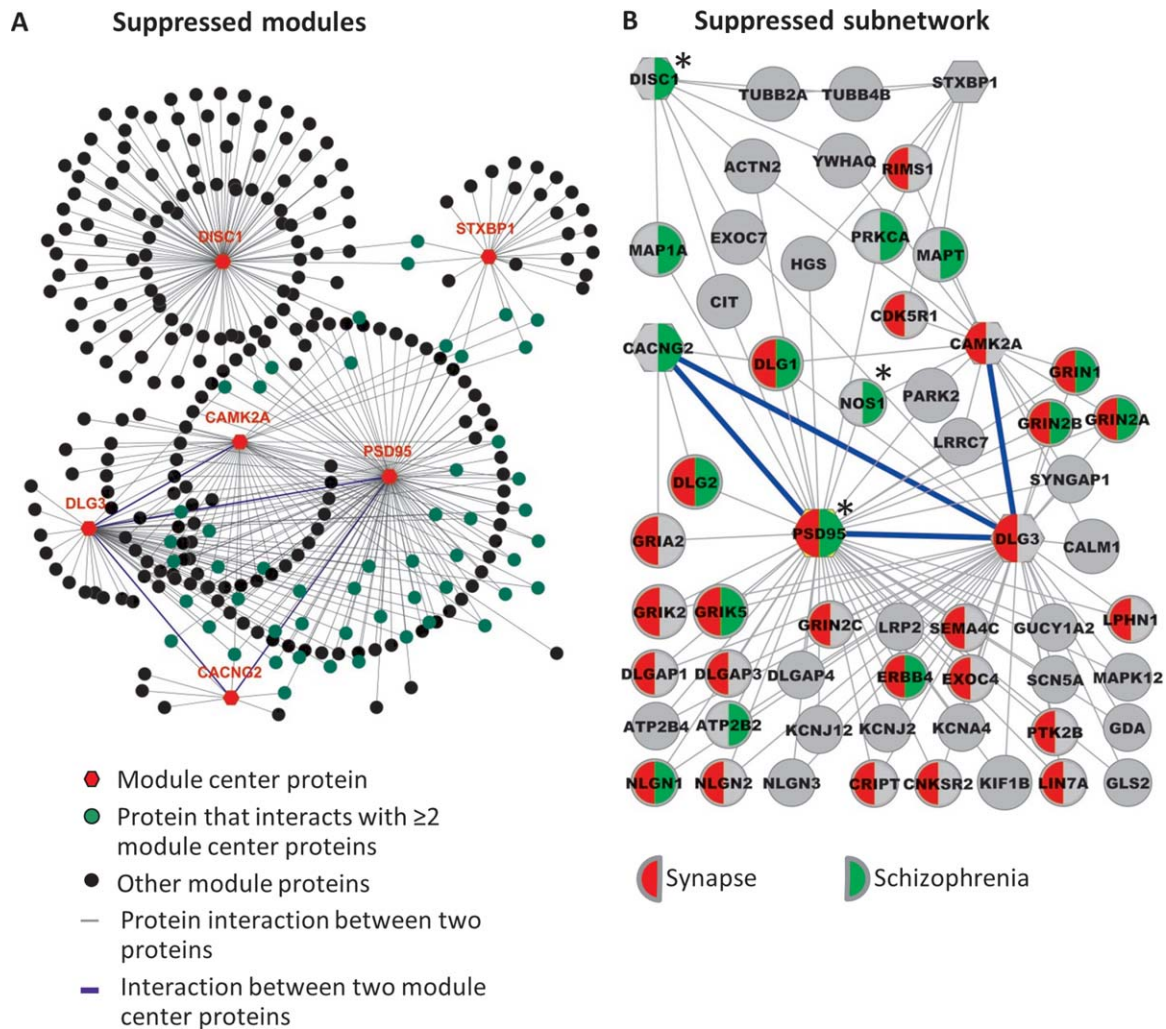 A
Suppressed modules
DISC1
STXBP1
CAMK2A
PSD95
DLG3
CACNG2
Module center protein
Protein that interacts with ≥2
module center proteins
Other module proteins
Protein interaction between two
proteins
Interaction between two module
center proteins
B
Suppressed subnetwork
DISC1 *
TUBB2A
TUBB4B
STXBP1
ACTN2
YWHAQ
RIMS1
MAP1A
EXOC7
HGS
PRKCA
MAPT
CIT
CDK5R1
CACNG2
DLG1
CAMK2A
NOS1 *
PARK2
GRIN1
GRIN2B
GRIN2A
LRRC7
DLG2
SYNGAP1
GRIA2
PSD95 *
DLG3
CALM1
GRIK2
GRIK5
GRIN2C
LRP2
SEMA4C
GUCY1A2
LPHN1
DLGAP1
DLGAP3
DLGAP4
ERBB4
EXOC4
SCN5A
MAPK12
ATP2B4
ATP2B2
KCNJ12
KCNJ2
KCNA4
PTK2B
GDA
NLGN1
NLGN2
NLGN3
CRIPT
CNKSR2
KIF1B
LIN7A
GLS2
Synapse
Schizophrenia